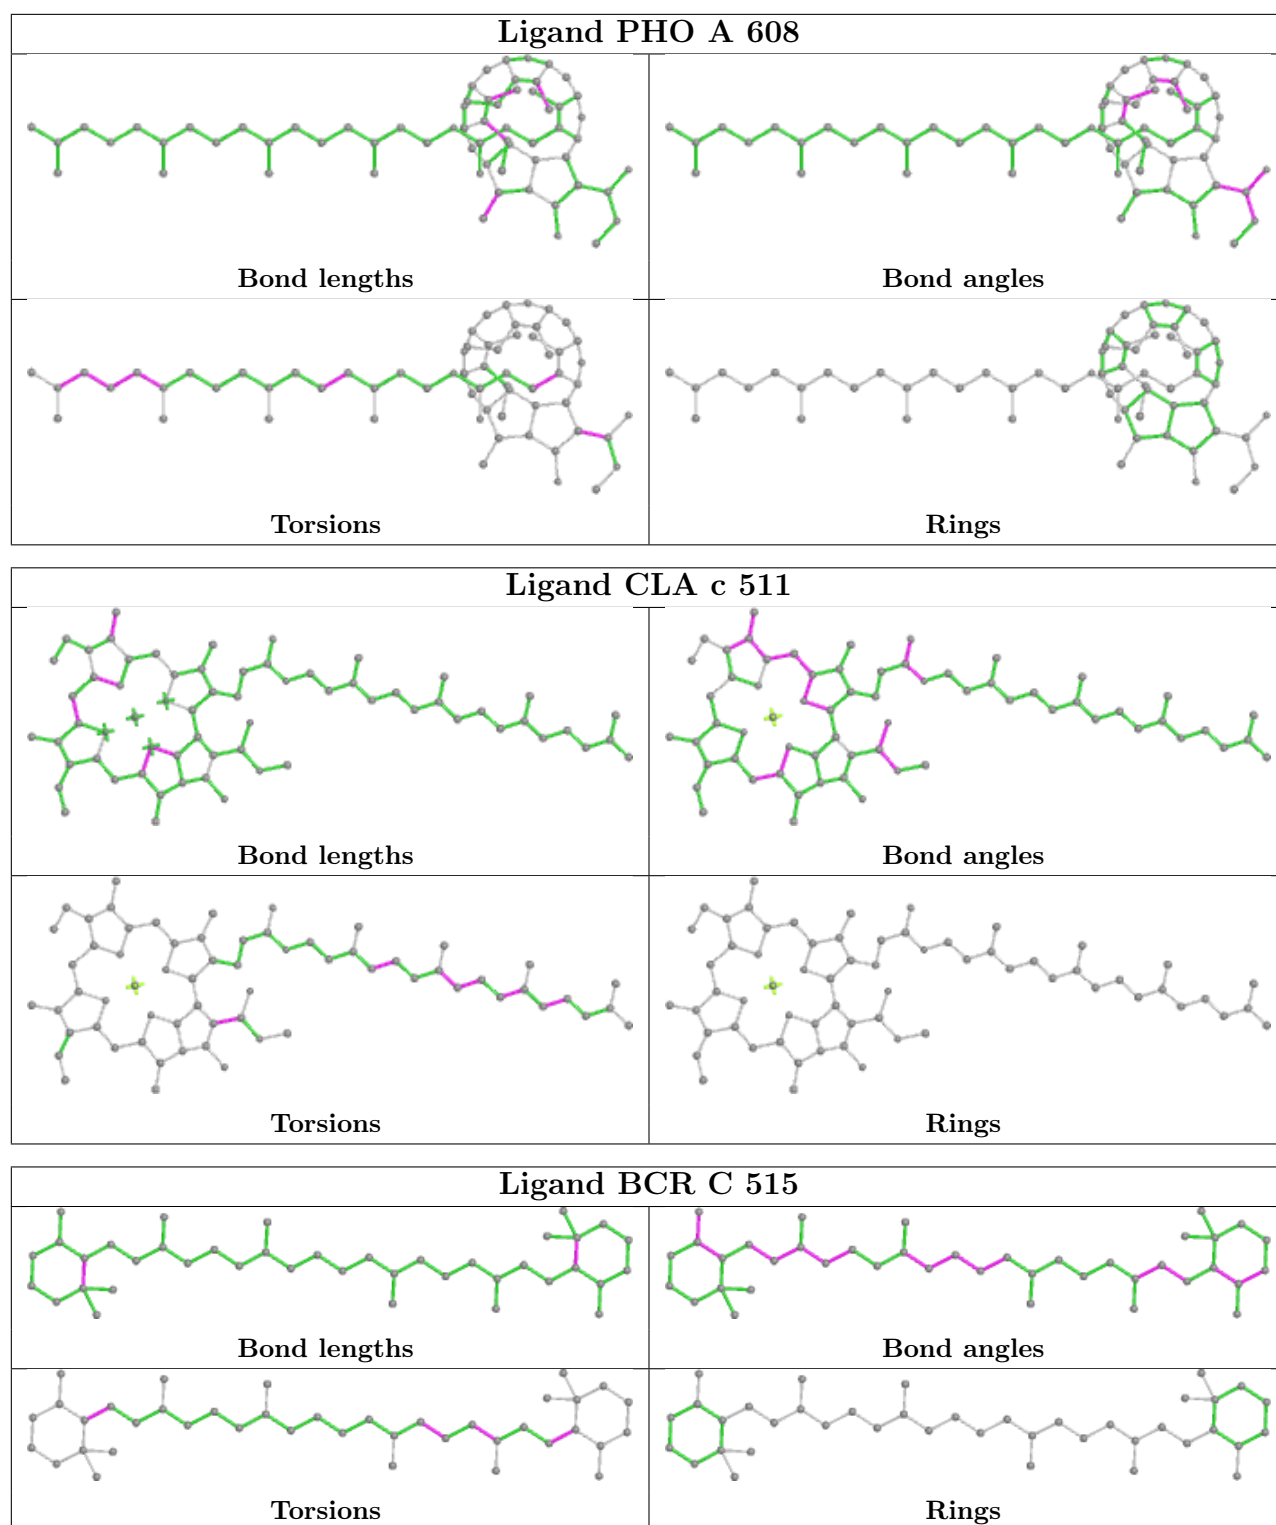 Ligand PHO A 608
Bond lengths
Bond angles
Torsions
Rings
Ligand CLA c 511
Bond lengths
Bond angles
Torsions
Rings
Ligand BCR C 515
Bond lengths
Bond angles
Torsions
Rings